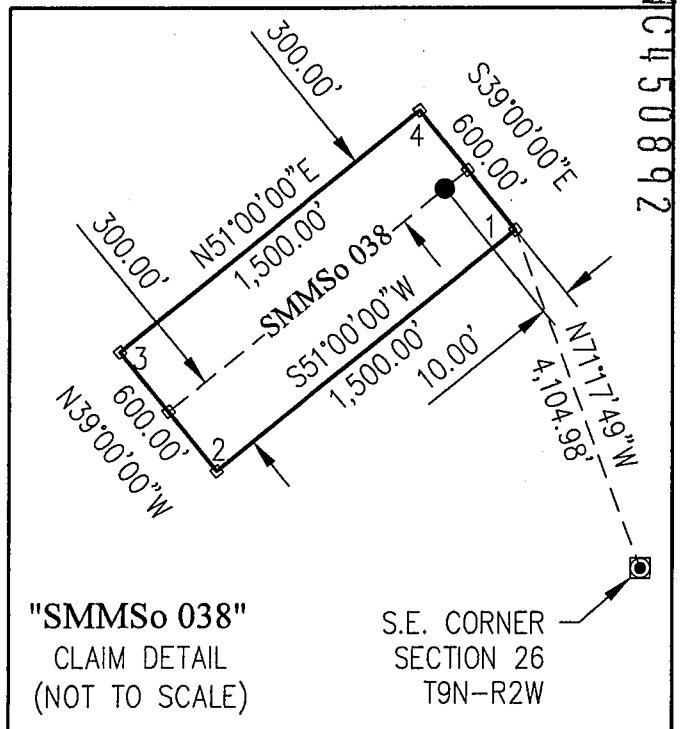 300.00'
S39°00'00"E
600.00'
4
N51°00'00"E
1,500.00'
1
300.00'
SMMSo 038
S51°00'00"W
1,500.00'
10.00'
N71°17'49"W
4,104.98'
3
600.00'
N39°00'00"W
2
"SMMSo 038"
CLAIM DETAIL
(NOT TO SCALE)
S.E. CORNER
SECTION 26
T9N-R2W
C450892